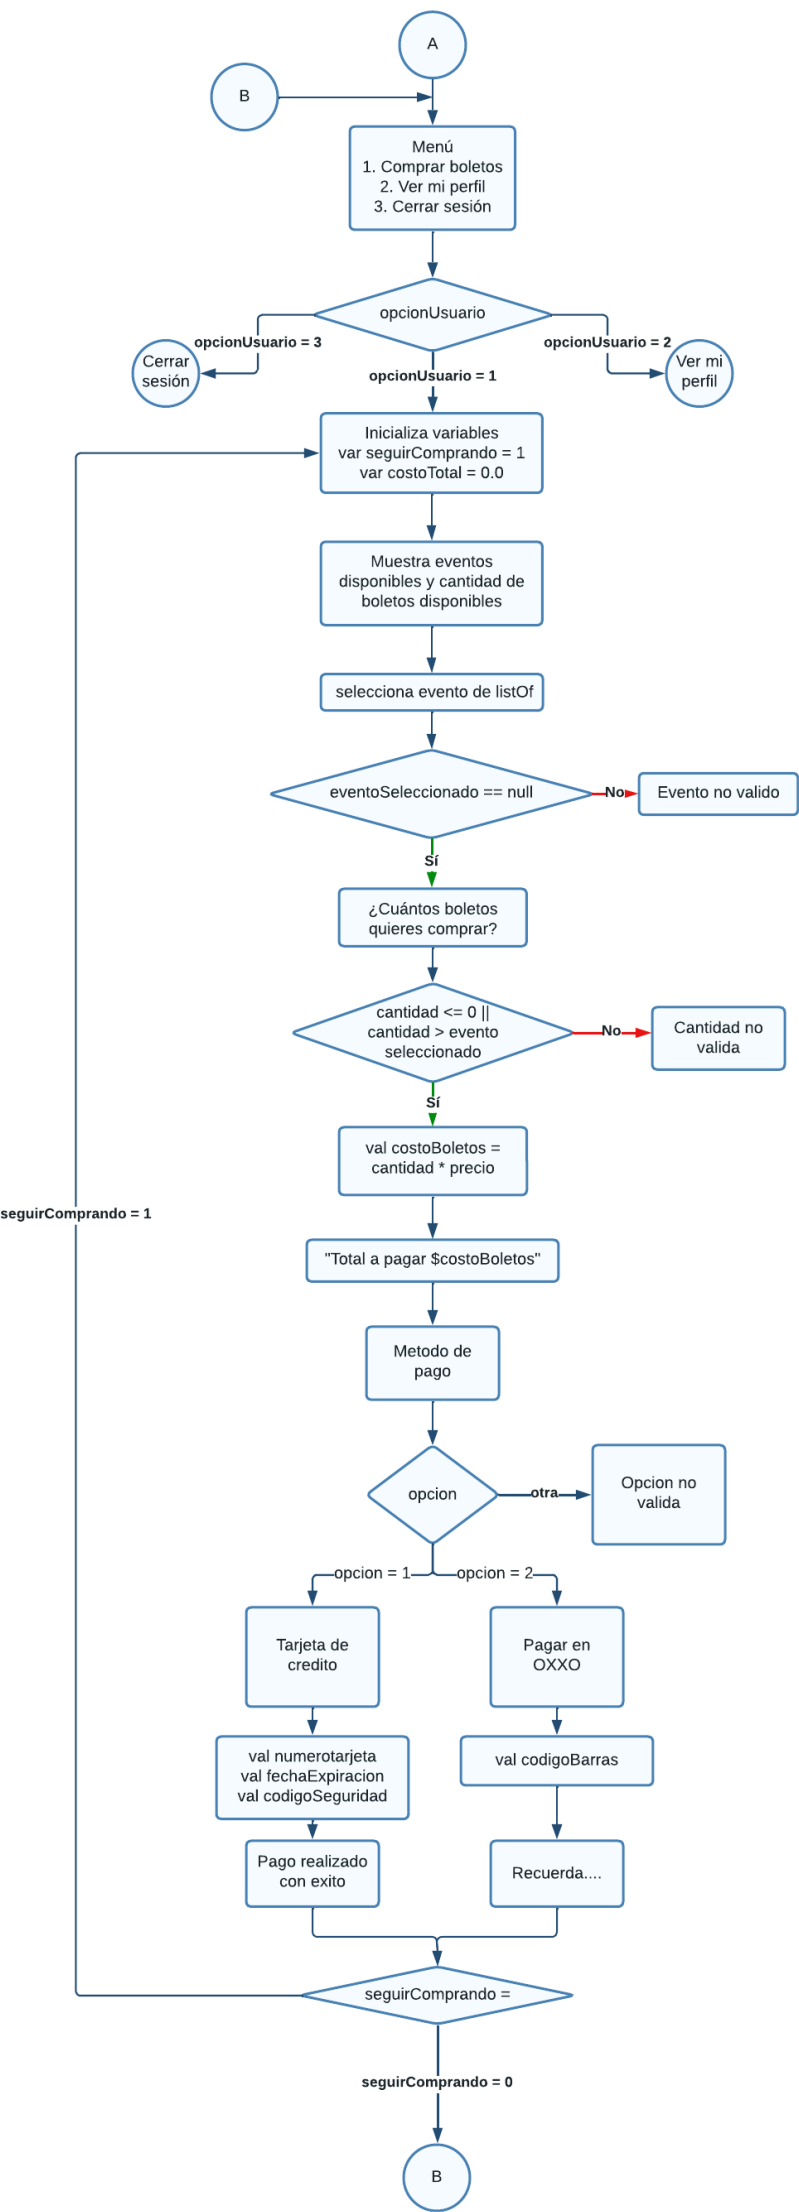 A
B
Menú
1. Comprar boletos
2. Ver mi perfil
3. Cerrar sesión
opcionUsuario
opcionUsuario = 3
opcionUsuario = 2
Cerrar
sesión
Ver mi
perfil
opcionUsuario = 1
Inicializa variables
var seguirComprando = 1
var costoTotal = 0.0
Muestra eventos
disponibles y cantidad de
boletos disponibles
selecciona evento de listOf
eventoSeleccionado == null
No
Evento no valido
Sí
¿Cuántos boletos
quieres comprar?
cantidad <= 0 ||
cantidad > evento
seleccionado
No
Cantidad no
valida
Sí
val costoBoletos =
cantidad * precio
seguirComprando = 1
"Total a pagar $costoBoletos"
Metodo de
pago
opcion
otra
Opcion no
valida
opcion = 1
opcion = 2
Tarjeta de
credito
Pagar en
OXXO
val numerotarjeta
val fechaExpiracion
val codigoSeguridad
val codigoBarras
Pago realizado
con exito
Recuerda....
seguirComprando =
seguirComprando = 0
B